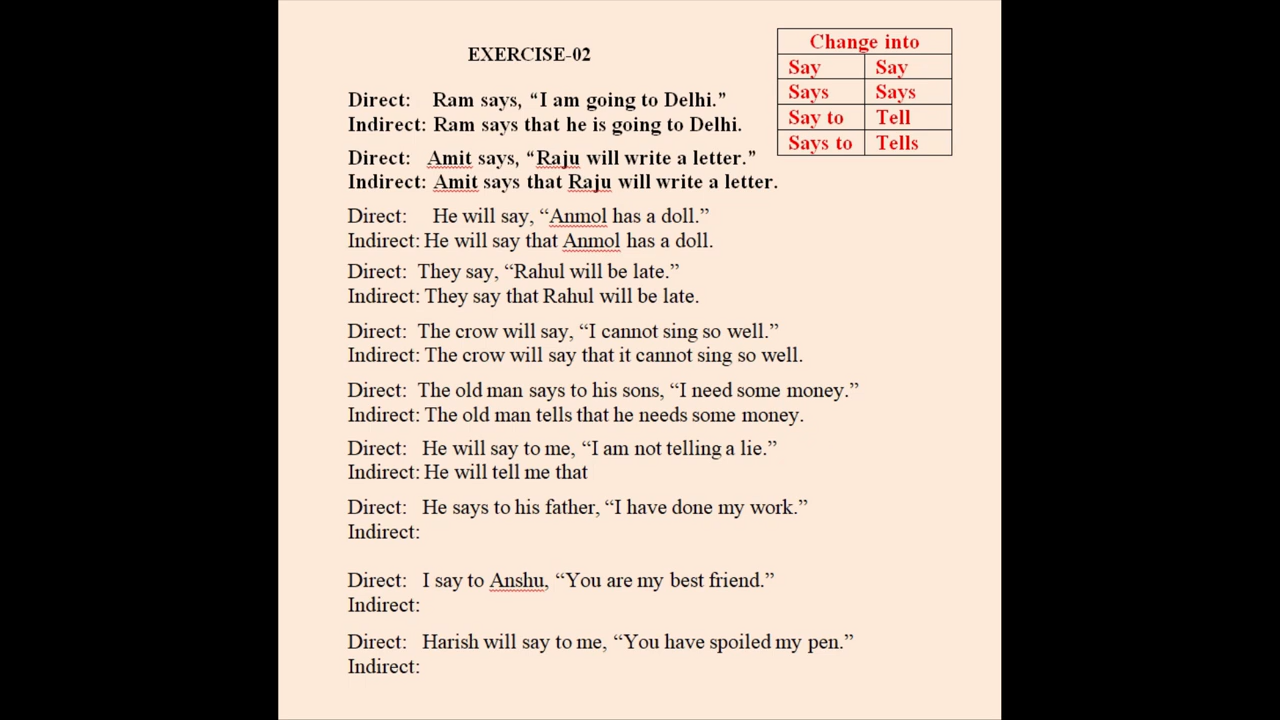 EXERCISE-02
Change into
Say Say
Says Says
Say to Tell
Says to Tells
Direct: Ram says, “I am going to Delhi.”
Indirect: Ram says that he is going to Delhi.
Direct: Amit says, “Raju will write a letter.”
Indirect: Amit says that Raju will write a letter.
Direct: He will say, “Anmol has a doll.”
Indirect: He will say that Anmol has a doll.
Direct: They say, “Rahul will be late.”
Indirect: They say that Rahul will be late.
Direct: The crow will say, “I cannot sing so well.”
Indirect: The crow will say that it cannot sing so well.
Direct: The old man says to his sons, “I need some money.”
Indirect: The old man tells that he needs some money.
Direct: He will say to me, “I am not telling a lie.”
Indirect: He will tell me that
Direct: He says to his father, “I have done my work.”
Indirect:
Direct: I say to Anshu, “You are my best friend.”
Indirect:
Direct: Harish will say to me, “You have spoiled my pen.”
Indirect: